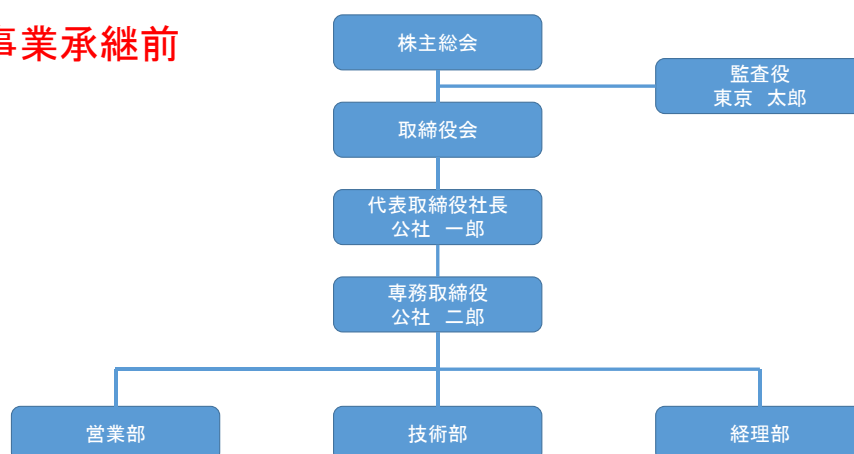 事業承継前
株主総会
監査役
東京　太郎
取締役会
代表取締役社長
公社　一郎
専務取締役
公社　二郎
営業部
技術部
経理部